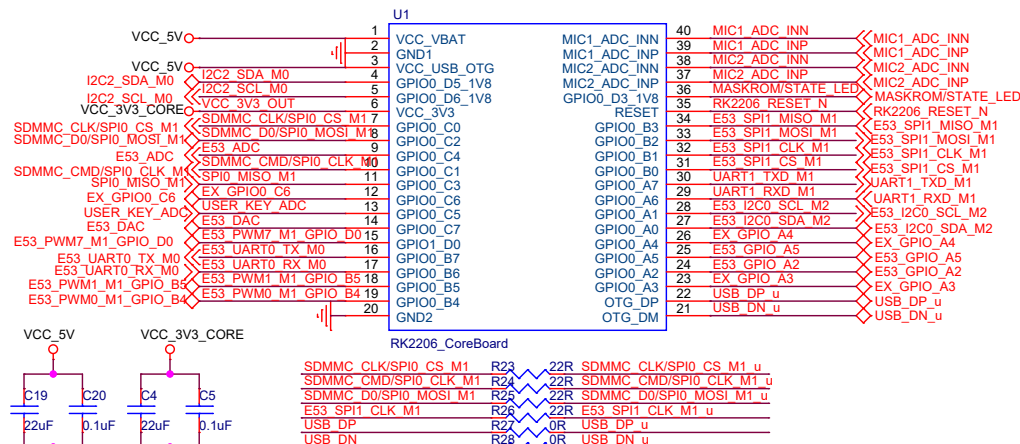 U1
VCC_5V 1 VCC_VBAT MIC1_ADC_INN 40 MIC1_ADC_INN MIC1_ADC_INN
2 GND1 MIC1_ADC_INP 39 MIC1_ADC_INP MIC1_ADC_INP
VCC_5V 3 VCC_USB_OTG MIC2_ADC_INN 38 MIC2_ADC_INN MIC2_ADC_INN
I2C2_SDA_M0 I2C2_SDA_M0 4 GPIO0_D5_1V8 MIC2_ADC_INP 37 MIC2_ADC_INP MIC2_ADC_INP
I2C2_SCL_M0 I2C2_SCL_M0 5 GPIO0_D6_1V8 GPIO0_D3_1V8 36 MASKROM/STATE_LED MASKROM/STATE_LED
VCC_3V3_CORE VCC_3V3_OUT 6 VCC_3V3 RESET 35 RK2206_RESET_N RK2206_RESET_N
SDMMC_CLK/SPI0_CS_M1 SDMMC_CLK/SPI0_CS_M1 7 GPIO0_C0 GPIO0_B3 34 E53_SPI1_MISO_M1 E53_SPI1_MISO_M1
SDMMC_D0/SPI0_MOSI_M1 SDMMC_D0/SPI0_MOSI_M1 8 GPIO0_C2 GPIO0_B2 33 E53_SPI1_MOSI_M1 E53_SPI1_MOSI_M1
E53_ADC E53_ADC 9 GPIO0_C4 GPIO0_B1 32 E53_SPI1_CLK_M1 E53_SPI1_CLK_M1
SDMMC_CMD/SPI0_CLK_M1 SDMMC_CMD/SPI0_CLK_M1 10 GPIO0_C1 GPIO0_B0 31 E53_SPI1_CS_M1 E53_SPI1_CS_M1
SPI0_MISO_M1 SPI0_MISO_M1 11 GPIO0_C3 GPIO0_A7 30 UART1_TXD_M1 UART1_TXD_M1
EX_GPIO0_C6 EX_GPIO0_C6 12 GPIO0_C6 GPIO0_A6 29 UART1_RXD_M1 UART1_RXD_M1
USER_KEY_ADC USER_KEY_ADC 13 GPIO0_C5 GPIO0_A1 28 E53_I2C0_SCL_M2 E53_I2C0_SCL_M2
E53_DAC E53_DAC 14 GPIO0_C7 GPIO0_A0 27 E53_I2C0_SDA_M2 E53_I2C0_SDA_M2
E53_PWM7_M1_GPIO_D0 E53_PWM7_M1_GPIO_D0 15 GPIO1_D0 GPIO0_A4 26 EX_GPIO_A4 EX_GPIO_A4
E53_UART0_TX_M0 E53_UART0_TX_M0 16 GPIO0_B7 GPIO0_A5 25 E53_GPIO_A5 E53_GPIO_A5
E53_UART0_RX_M0 E53_UART0_RX_M0 17 GPIO0_B6 GPIO0_A2 24 E53_GPIO_A2 E53_GPIO_A2
E53_PWM1_M1_GPIO_B5 E53_PWM1_M1_GPIO_B5 18 GPIO0_B5 GPIO0_A3 23 EX_GPIO_A3 EX_GPIO_A3
E53_PWM0_M1_GPIO_B4 E53_PWM0_M1_GPIO_B4 19 GPIO0_B4 OTG_DP 22 USB_DP_u USB_DP_u
20 GND2 OTG_DM 21 USB_DN_u USB_DN_u
RK2206_CoreBoard
VCC_5V VCC_3V3_CORE
C19 C20 C4 C5
22uF 0.1uF 22uF 0.1uF
SDMMC_CLK/SPI0_CS_M1 R23 22R SDMMC_CLK/SPI0_CS_M1_u
SDMMC_CMD/SPI0_CLK_M1 R24 22R SDMMC_CMD/SPI0_CLK_M1_u
SDMMC_D0/SPI0_MOSI_M1 R25 22R SDMMC_D0/SPI0_MOSI_M1_u
E53_SPI1_CLK_M1 R26 22R E53_SPI1_CLK_M1_u
USB_DP R27 0R USB_DP_u
USB_DN R28 0R USB_DN_u